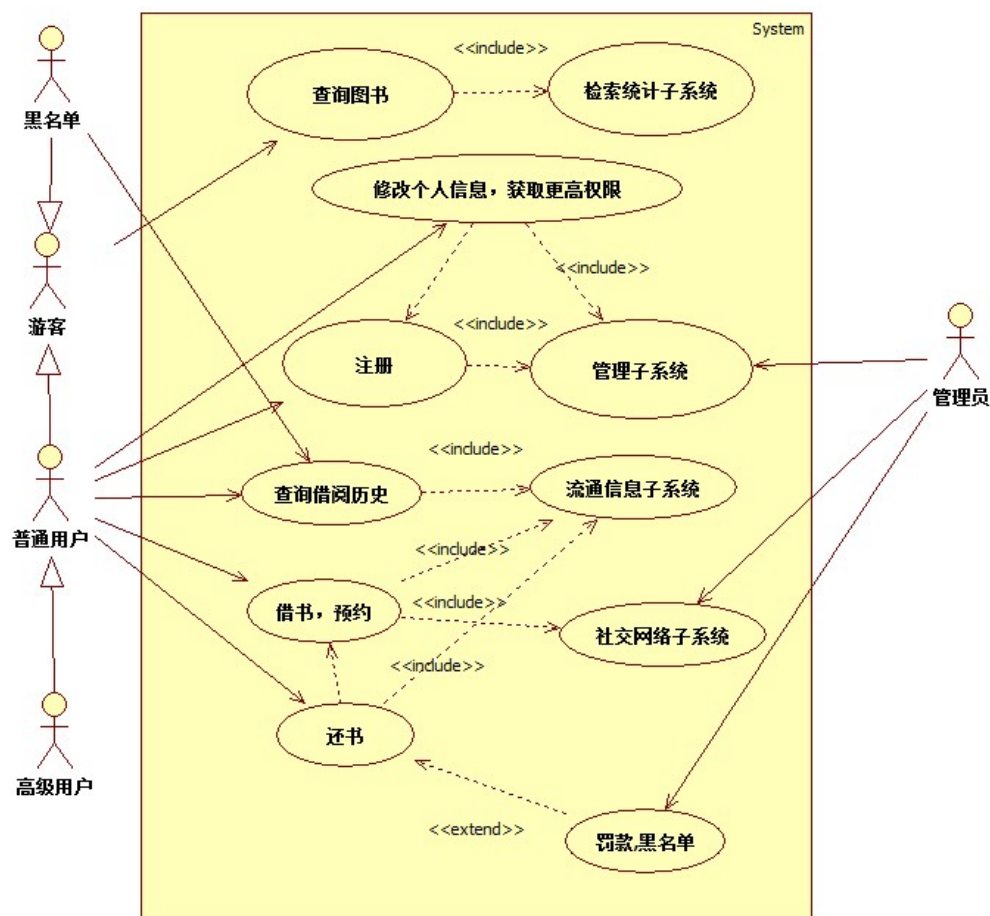 System
<<include>>
查询图书
检索统计子系统
黑名单
修改个人信息，获取更高权限
<<include>>
游客
<<include>>
注册
管理子系统
管理员
<<include>>
查询借阅历史
流通信息子系统
普通用户
<<include>>
借书，预约
<<include>>
社交网络子系统
<<include>>
还书
高级用户
<<extend>>
罚款,黑名单